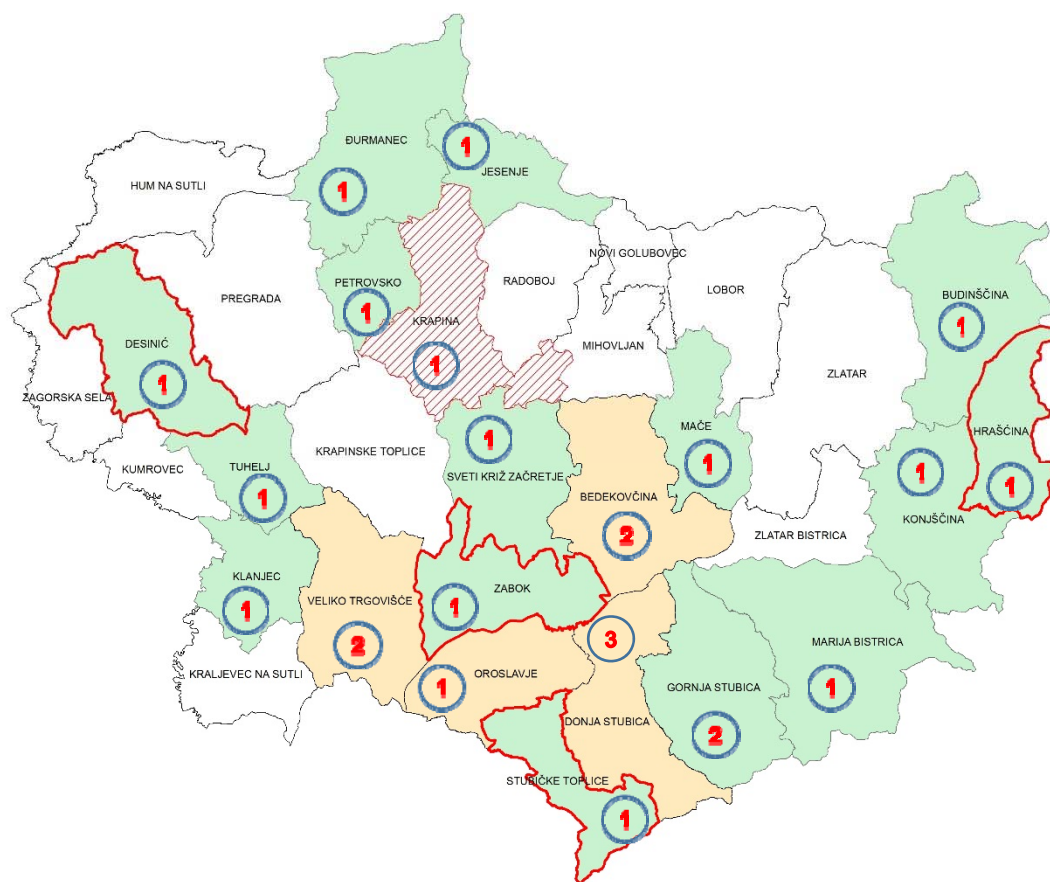 ĐURMANEC
1
JESENJE
1
HUM NA SUTLI
NOVI GOLUBOVEC
RADOBOJ
LOBOR
PETROVSKO
1
PREGRADA
BUDINŠČINA
1
KRAPINA
1
DESINIĆ
1
MIHOVLJAN
ZLATAR
ZAGORSKA SELA
MAČE
1
HRAŠĆINA
1
KRAPINSKE TOPLICE
1
SVETI KRIŽ ZAČRETJE
KUMROVEC
TUHELJ
1
BEDEKOVČINA
2
1
KONJŠČINA
ZLATAR BISTRICA
KLANJEC
1
VELIKO TRGOVIŠĆE
2
ZABOK
1
3
MARIJA BISTRICA
1
KRALJEVEC NA SUTLI
OROSLAVJE
1
GORNJA STUBICA
2
DONJA STUBICA
STUBIČKE TOPLICE
1